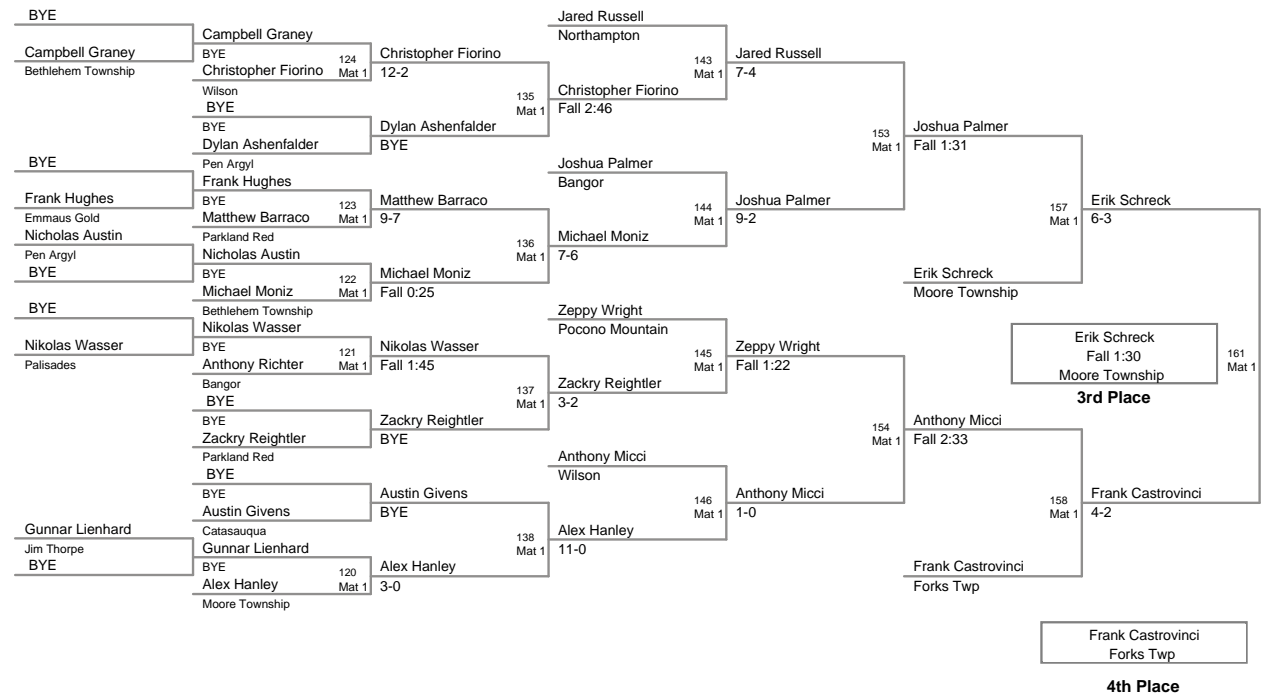 BYE
Campbell Graney
Bethlehem Township
BYE
Frank Hughes
Emmaus Gold
Nicholas Austin
Pen Argyl
BYE
BYE
Nikolas Wasser
Palisades
Gunnar Lienhard
Jim Thorpe
BYE
Campbell Graney
BYE
124
Christopher Fiorino Mat 1
Wilson
BYE
BYE
Dylan Ashenfalder
Pen Argyl
Frank Hughes
BYE
123
Matthew Barraco Mat 1
Parkland Red
Nicholas Austin
BYE
122
Michael Moniz Mat 1
Bethlehem Township
Nikolas Wasser
BYE
121
Anthony Richter Mat 1
Bangor
BYE
BYE
Zackry Reightler
Parkland Red
BYE
BYE
Austin Givens
Catasauqua
Gunnar Lienhard
BYE
120
Alex Hanley Mat 1
Moore Township
Christopher Fiorino
12-2
135
Mat 1
Dylan Ashenfalder
BYE
Matthew Barraco
9-7
136
Mat 1
Michael Moniz
Fall 0:25
Nikolas Wasser
Fall 1:45
137
Mat 1
Zackry Reightler
BYE
Austin Givens
BYE
138
Mat 1
Alex Hanley
3-0
Jared Russell
Northampton
143
Mat 1
Christopher Fiorino
Fall 2:46
Joshua Palmer
Bangor
144
Mat 1
Michael Moniz
7-6
Zeppy Wright
Pocono Mountain
145
Mat 1
Zackry Reightler
3-2
Anthony Micci
Wilson
146
Mat 1
Alex Hanley
11-0
Jared Russell
7-4
153
Mat 1
Joshua Palmer
9-2
Zeppy Wright
Fall 1:22
154
Mat 1
Anthony Micci
1-0
Joshua Palmer
Fall 1:31
157
Mat 1
Erik Schreck
Moore Township
Anthony Micci
Fall 2:33
158
Mat 1
Frank Castrovinci
Forks Twp
Erik Schreck
6-3
161
Mat 1
Frank Castrovinci
4-2
Erik Schreck
Fall 1:30
Moore Township
3rd Place
Frank Castrovinci
Forks Twp
4th Place